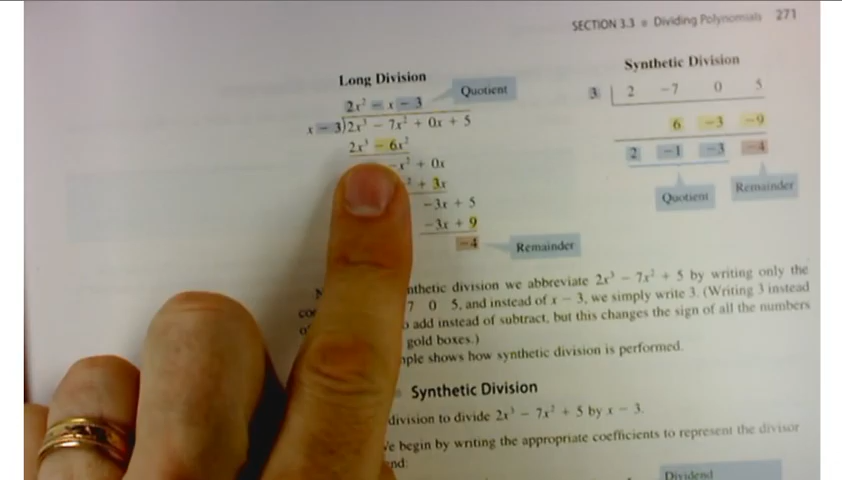 SECTION 3.3 ■ Dividing Polynomials 271
Long Division
2x² − x − 3
Quotient
x − 3)2x³ − 7x² + 0x + 5
2x³ − 6x²
−x² + 0x
² + 3x
−3x + 5
−3x + 9
−4
Remainder
Synthetic Division
3 2 −7 0 5
6 −3 −9
2 −1 −3 −4
Quotient
Remainder
nthetic division we abbreviate 2x³ − 7x² + 5 by writing only the
7 0 5, and instead of x − 3, we simply write 3. (Writing 3 instead
add instead of subtract, but this changes the sign of all the numbers
gold boxes.)
ple shows how synthetic division is performed.
Synthetic Division
division to divide 2x³ − 7x² + 5 by x − 3.
e begin by writing the appropriate coefficients to represent the divisor
nd:
Dividend